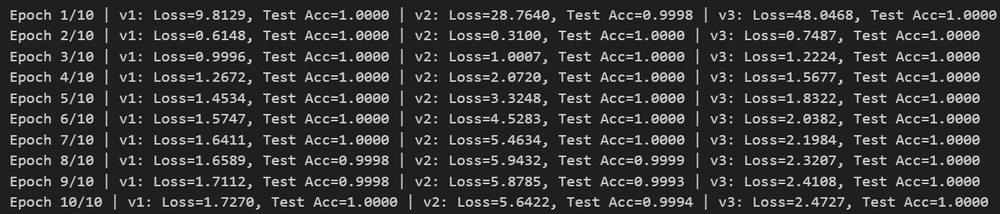 Epoch 1/10 | v1: Loss=9.8129, Test Acc=1.0000 | v2: Loss=28.7640, Test Acc=0.9998 | v3: Loss=48.0468, Test Acc=1.0000
Epoch 2/10 | v1: Loss=0.6148, Test Acc=1.0000 | v2: Loss=0.3100, Test Acc=1.0000 | v3: Loss=0.7487, Test Acc=1.0000
Epoch 3/10 | v1: Loss=0.9996, Test Acc=1.0000 | v2: Loss=1.0007, Test Acc=1.0000 | v3: Loss=1.2224, Test Acc=1.0000
Epoch 4/10 | v1: Loss=1.2672, Test Acc=1.0000 | v2: Loss=2.0720, Test Acc=1.0000 | v3: Loss=1.5677, Test Acc=1.0000
Epoch 5/10 | v1: Loss=1.4534, Test Acc=1.0000 | v2: Loss=3.3248, Test Acc=1.0000 | v3: Loss=1.8322, Test Acc=1.0000
Epoch 6/10 | v1: Loss=1.5747, Test Acc=1.0000 | v2: Loss=4.5283, Test Acc=1.0000 | v3: Loss=2.0382, Test Acc=1.0000
Epoch 7/10 | v1: Loss=1.6411, Test Acc=1.0000 | v2: Loss=5.4634, Test Acc=1.0000 | v3: Loss=2.1984, Test Acc=1.0000
Epoch 8/10 | v1: Loss=1.6589, Test Acc=0.9998 | v2: Loss=5.9432, Test Acc=0.9999 | v3: Loss=2.3207, Test Acc=1.0000
Epoch 9/10 | v1: Loss=1.7112, Test Acc=0.9998 | v2: Loss=5.8785, Test Acc=0.9993 | v3: Loss=2.4108, Test Acc=1.0000
Epoch 10/10 | v1: Loss=1.7270, Test Acc=1.0000 | v2: Loss=5.6422, Test Acc=0.9994 | v3: Loss=2.4727, Test Acc=1.0000